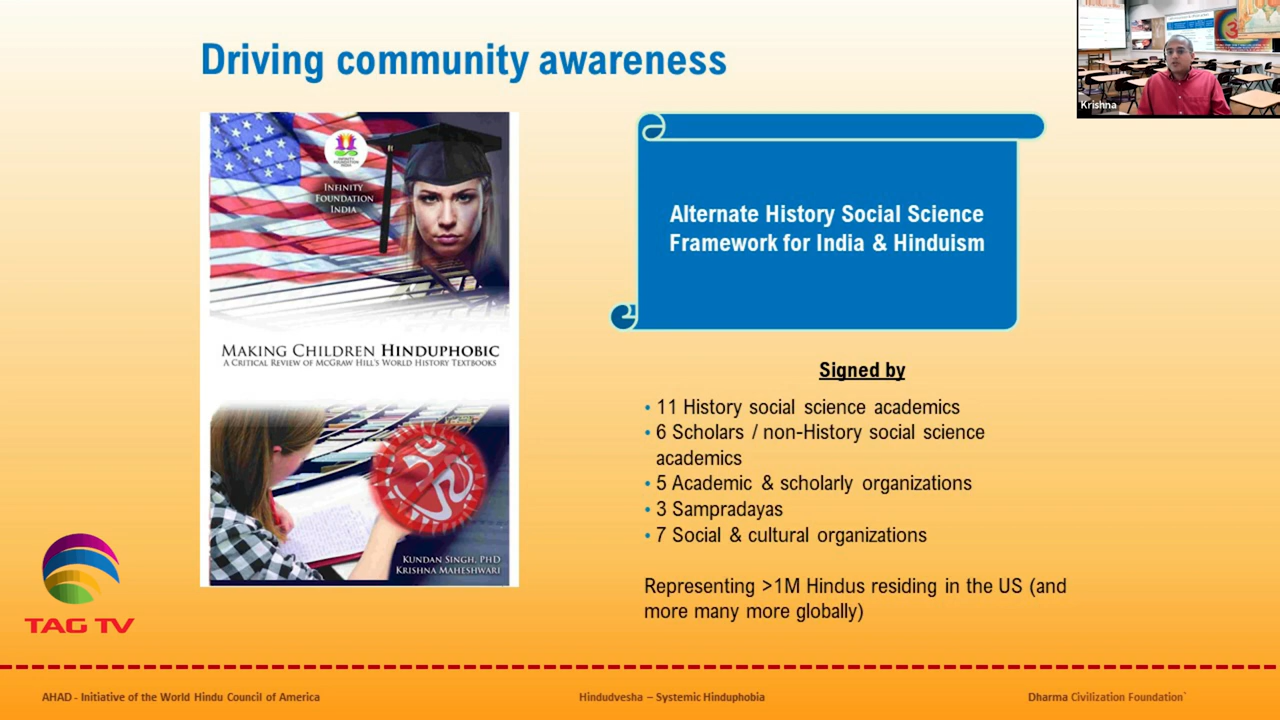 Driving community awareness
Krishna
INFINITY
FOUNDATION
INDIA
INFINITY
FOUNDATION
INDIA
MAKING CHILDREN HINDUPHOBIC
A CRITICAL REVIEW OF MCGRAW HILL'S WORLD HISTORY TEXTBOOKS
KUNDAN SINGH, PHD
KRISHNA MAHESHWARI
Alternate History Social Science
Framework for India & Hinduism
Signed by
• 11 History social science academics
• 6 Scholars / non-History social science
academics
• 5 Academic & scholarly organizations
• 3 Sampradayas
• 7 Social & cultural organizations
Representing >1M Hindus residing in the US (and
more many more globally)
TAG TV
AHAD - Initiative of the World Hindu Council of America
Hindudvesha – Systemic Hinduphobia
Dharma Civilization Foundation`